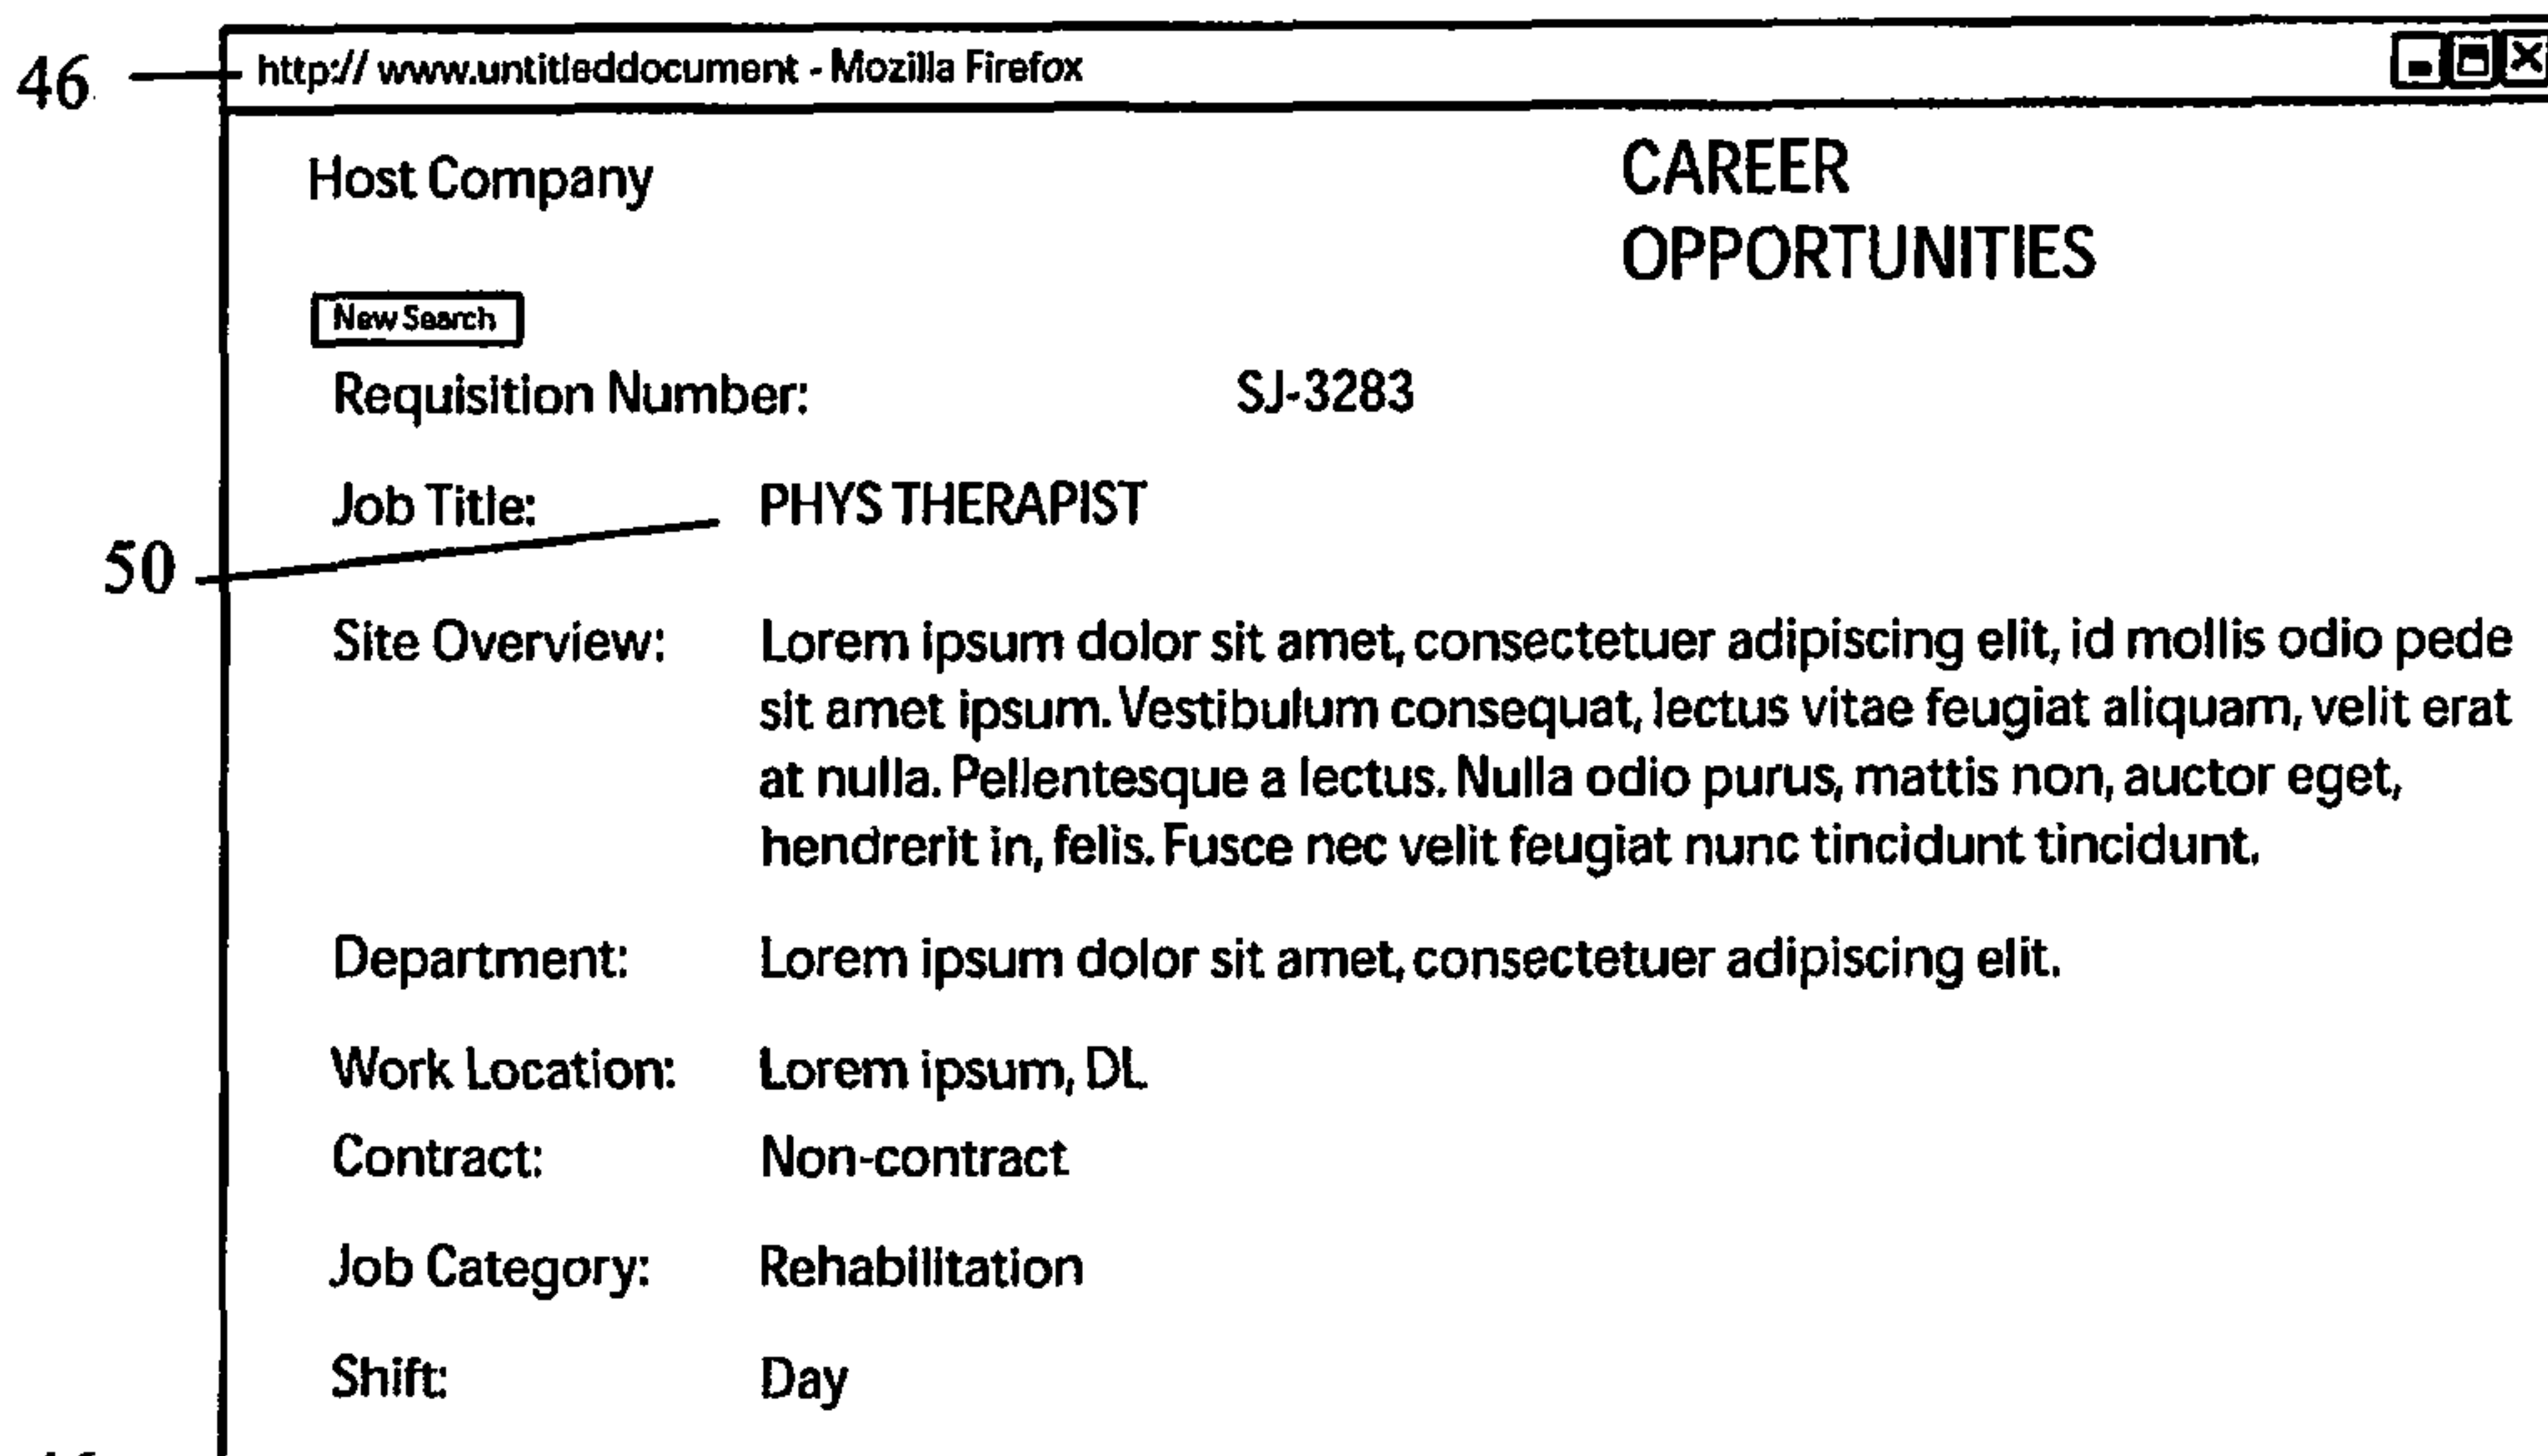 46
http:// www.untitleddocument - Mozilla Firefox
Host Company
CAREER
OPPORTUNITIES
New Search
Requisition Number: SJ-3283
Job Title: PHYS THERAPIST
50
Site Overview: Lorem ipsum dolor sit amet, consectetuer adipiscing elit, id mollis odio pede
sit amet ipsum. Vestibulum consequat, lectus vitae feugiat aliquam, velit erat
at nulla. Pellentesque a lectus. Nulla odio purus, mattis non, auctor eget,
hendrerit in, felis. Fusce nec velit feugiat nunc tincidunt tincidunt.
Department: Lorem ipsum dolor sit amet, consectetuer adipiscing elit.
Work Location: Lorem ipsum, DL
Contract: Non-contract
Job Category: Rehabilitation
Shift: Day